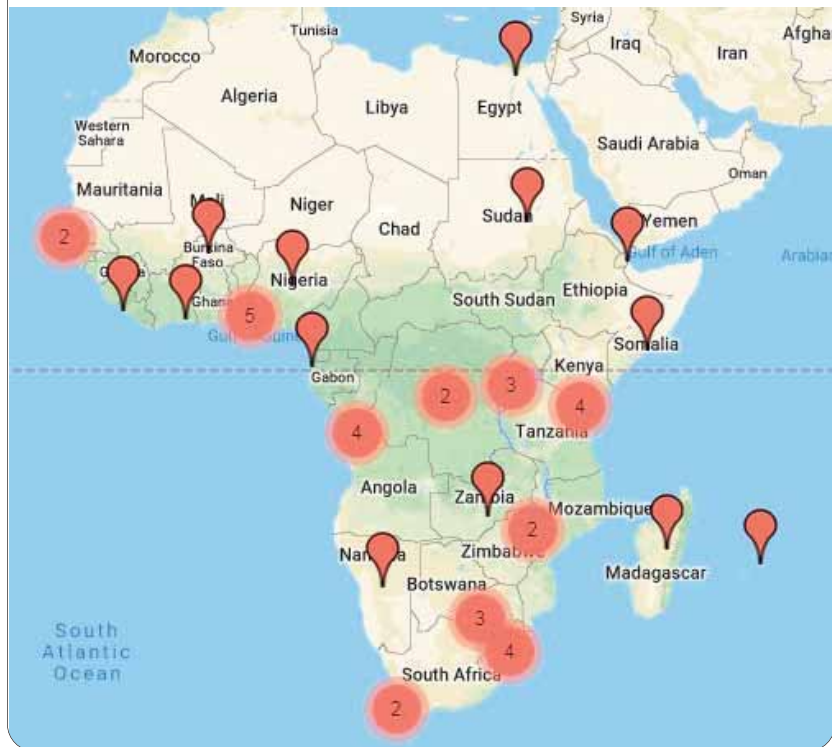 Syria
Tunisia
Afgha
Morocco
Iraq
Iran
Algeria
Libya
Egypt
Western
Sahara
Saudi Arabia
Oman
Mauritania
Mali
Niger
Chad
Sudan
Yemen
2
Burkina
Faso
Gulf of Aden
Arabian
Nigeria
Ethiopia
Ghana
South Sudan
5
Somalia
Gabon
Kenya
3
2
4
4
Tanzania
Angola
Zambia
Mozambique
2
Namibia
Zimbabwe
Botswana
Madagascar
3
South
Atlantic
Ocean
4
South Africa
2